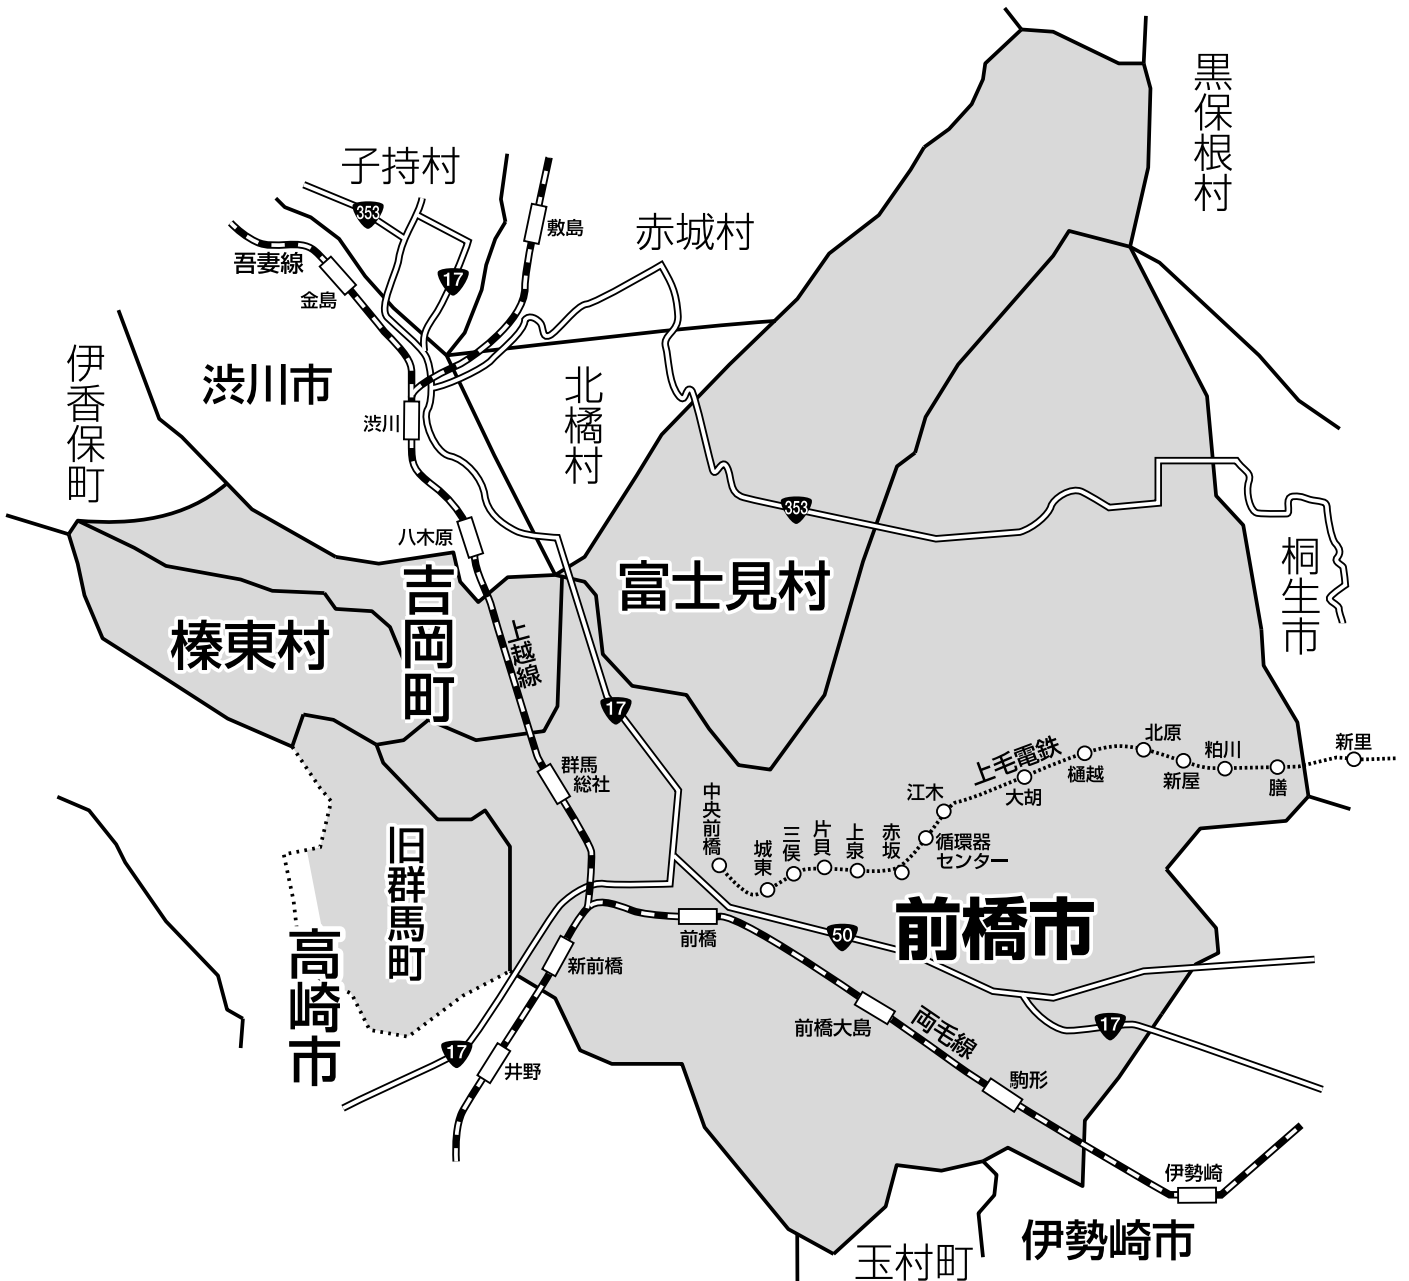 黒保根村
子持村
353
敷島
赤城村
吾妻線
17
金島
伊香保町
渋川市
北橘村
渋川
353
八木原
桐生市
吉岡町
富士見村
榛東村
上越線
17
北原
新里
上毛電鉄
粕川
群馬
総社
樋越
新屋
膳
中央前橋
江木
大胡
城東
三俣
片貝
上泉
赤坂
循環器
センター
旧群馬町
前橋市
高崎市
前橋
50
新前橋
前橋大島
両毛線
17
17
井野
駒形
伊勢崎
伊勢崎市
玉村町